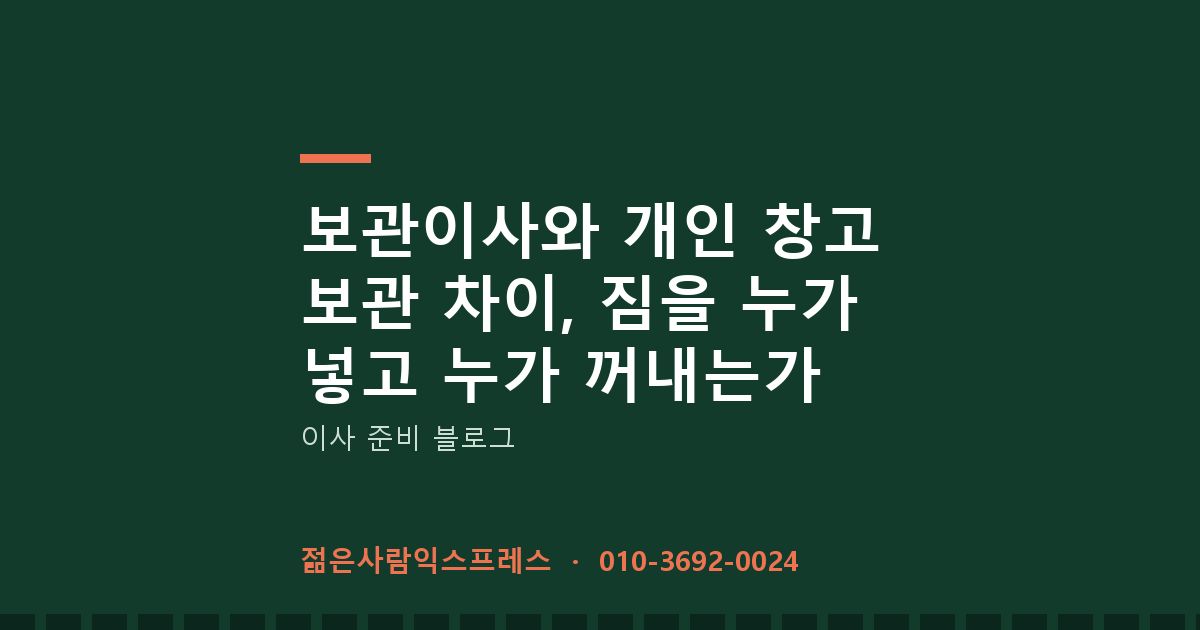 보관이사와 개인 창고
보관 차이, 짐을 누가
넣고 누가 꺼내는가
이사 준비 블로그
젊은사람익스프레스 · 010-3692-0024